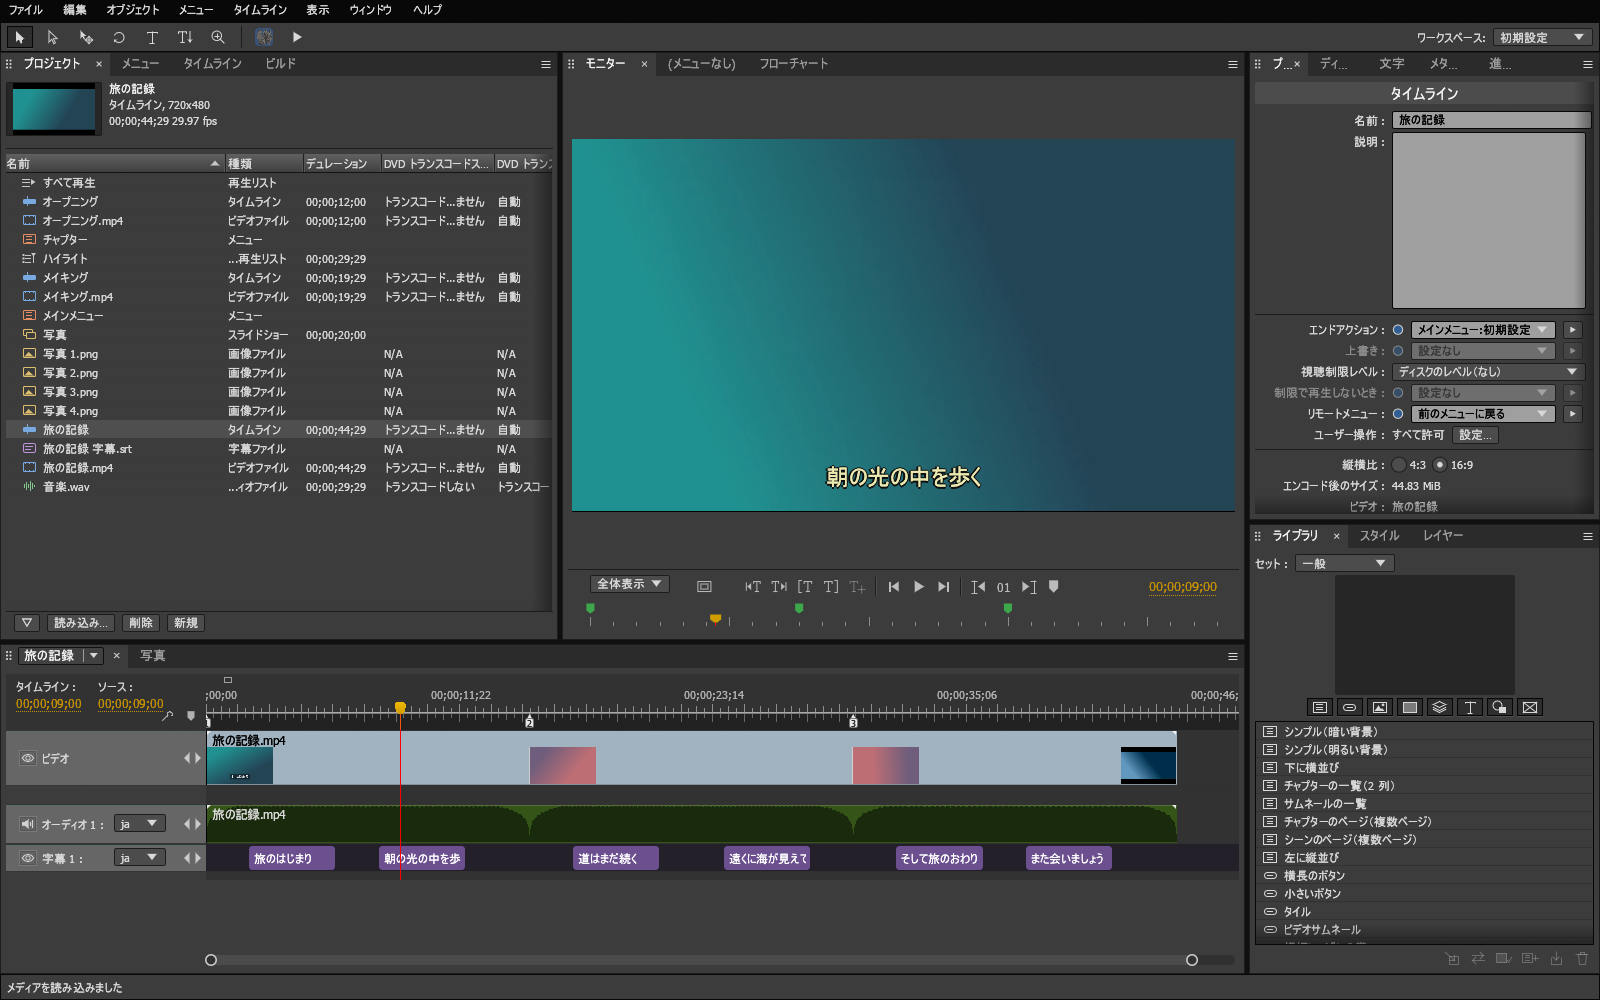 ファイル 編集 オブジェクト メニュー タイムライン 表示 ウィンドウ ヘルプ
ワークスペース: 初期設定
プロジェクト × メニュー タイムライン ビルド
旅の記録
タイムライン, 720x480
00;00;44;29 29.97 fps
名前 種類 デュレーション DVD トランスコードス... DVD トランス
すべて再生 再生リスト
オープニング タイムライン 00;00;12;00 トランスコード...ません 自動
オープニング.mp4 ビデオファイル 00;00;12;00 トランスコード...ません 自動
チャプター メニュー
ハイライト ...再生リスト 00;00;29;29
メイキング タイムライン 00;00;19;29 トランスコード...ません 自動
メイキング.mp4 ビデオファイル 00;00;19;29 トランスコード...ません 自動
メインメニュー メニュー
写真 スライドショー 00;00;20;00
写真 1.png 画像ファイル N/A N/A
写真 2.png 画像ファイル N/A N/A
写真 3.png 画像ファイル N/A N/A
写真 4.png 画像ファイル N/A N/A
旅の記録 タイムライン 00;00;44;29 トランスコード...ません 自動
旅の記録 字幕.srt 字幕ファイル N/A N/A
旅の記録.mp4 ビデオファイル 00;00;44;29 トランスコード...ません 自動
音楽.wav ...ィオファイル 00;00;29;29 トランスコードしない トランスコー
読み込み... 削除 新規
モニター × (メニューなし) フローチャート
朝の光の中を歩く
全体表示 01 00;00;09;00
プ...× ディ... 文字 メタ... 進...
タイムライン
名前 : 旅の記録
説明 :
エンドアクション : メインメニュー:初期設定
上書き : 設定なし
視聴制限レベル : ディスクのレベル(なし)
制限で再生しないとき : 設定なし
リモートメニュー : 前のメニューに戻る
ユーザー操作 : すべて許可 設定...
縦横比 : 4:3 16:9
エンコード後のサイズ : 44.83 MiB
ビデオ : 旅の記録
ライブラリ × スタイル レイヤー
セット : 一般
シンプル(暗い背景)
シンプル(明るい背景)
下に横並び
チャプターの一覧(2 列)
サムネールの一覧
チャプターのページ(複数ページ)
シーンのページ(複数ページ)
左に縦並び
横長のボタン
小さいボタン
タイル
ビデオサムネール
旅の記録 × 写真
タイムライン : ソース :
00;00;09;00 00;00;09;00
;00;00 00;00;11;22 00;00;23;14 00;00;35;06 00;00;46;
1 2 3
ビデオ 旅の記録.mp4
オーディオ 1 : ja 旅の記録.mp4
字幕 1 : ja 旅のはじまり 朝の光の中を歩 道はまだ続く 遠くに海が見えて そして旅のおわり また会いましょう
メディアを読み込みました